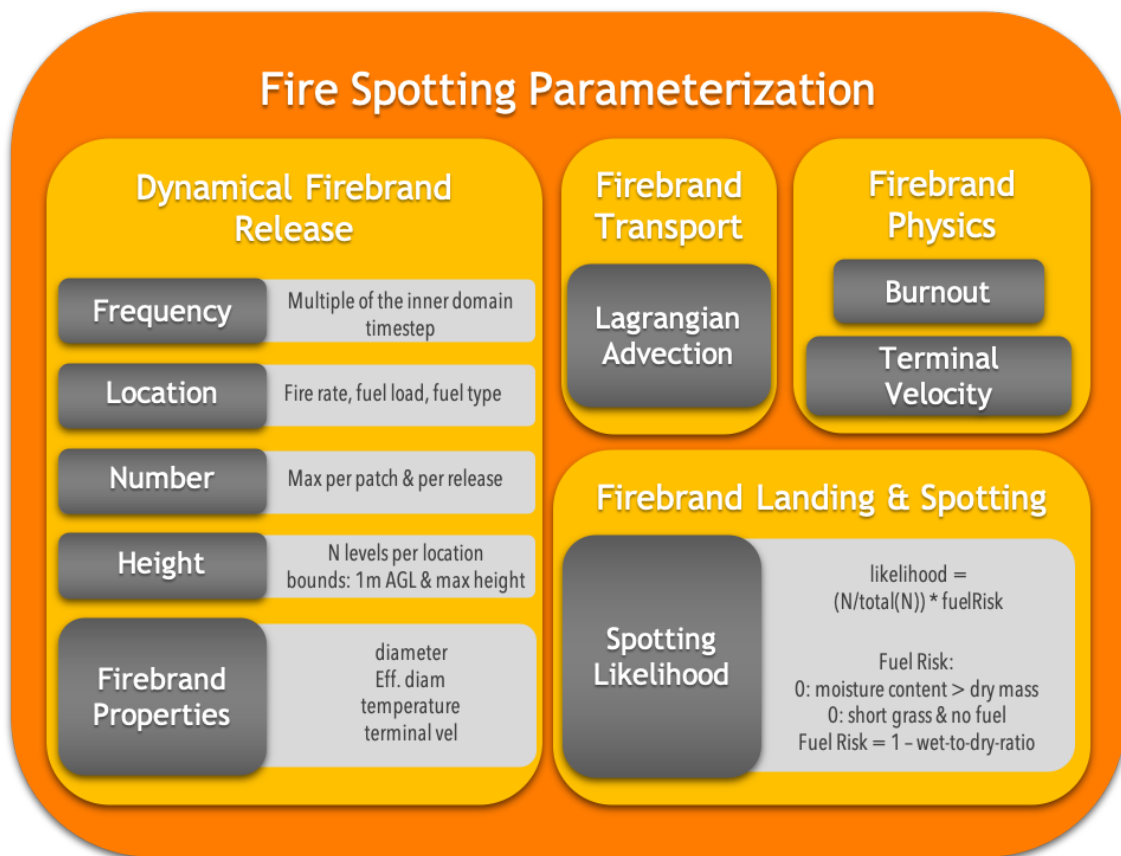 Fire Spotting Parameterization
Dynamical Firebrand
Release
Frequency
Multiple of the inner domain
timestep
Location
Fire rate, fuel load, fuel type
Number
Max per patch & per release
Height
N levels per location
bounds: 1m AGL & max height
Firebrand
Properties
diameter
Eff. diam
temperature
terminal vel
Firebrand
Transport
Lagrangian
Advection
Firebrand
Physics
Burnout
Terminal
Velocity
Firebrand Landing & Spotting
Spotting
Likelihood
likelihood =
(N/total(N)) * fuelRisk
Fuel Risk:
0: moisture content > dry mass
0: short grass & no fuel
Fuel Risk = 1 – wet-to-dry-ratio